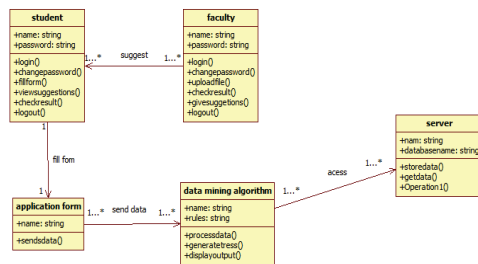 student
+name: string
+password: string
+login()
+changepassword()
+fillform()
+viewsuggestions()
+checkresult()
+logout()
1...*
suggest
1...*
faculty
+name: string
+password: string
+login()
+changepassword()
+uploadfile()
+checkresult()
+givesuggetions()
+logout()
1
fill fom
1
application form
+name: string
+sendsdata()
1...*
send data
1...*
data mining algorithm
+name: string
+rules: string
+processdata()
+generatetress()
+displayoutput()
1...*
acess
1...*
server
+nam: string
+databasename: string
+storedata()
+getdata()
+Operation1()